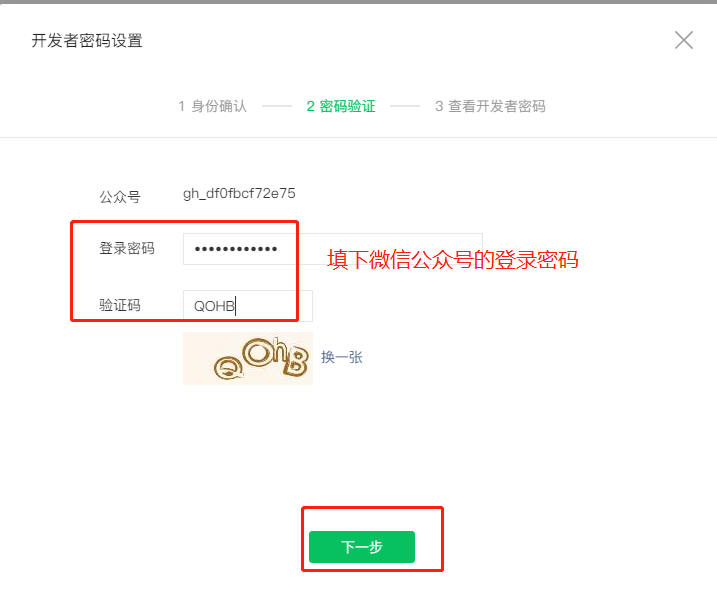 开发者密码设置
1 身份确认 2 密码验证 3 查看开发者密码
公众号 gh_df0fbcf72e75
登录密码 ••••••••••••
填下微信公众号的登录密码
验证码 QOHB
QOhB 换一张
下一步